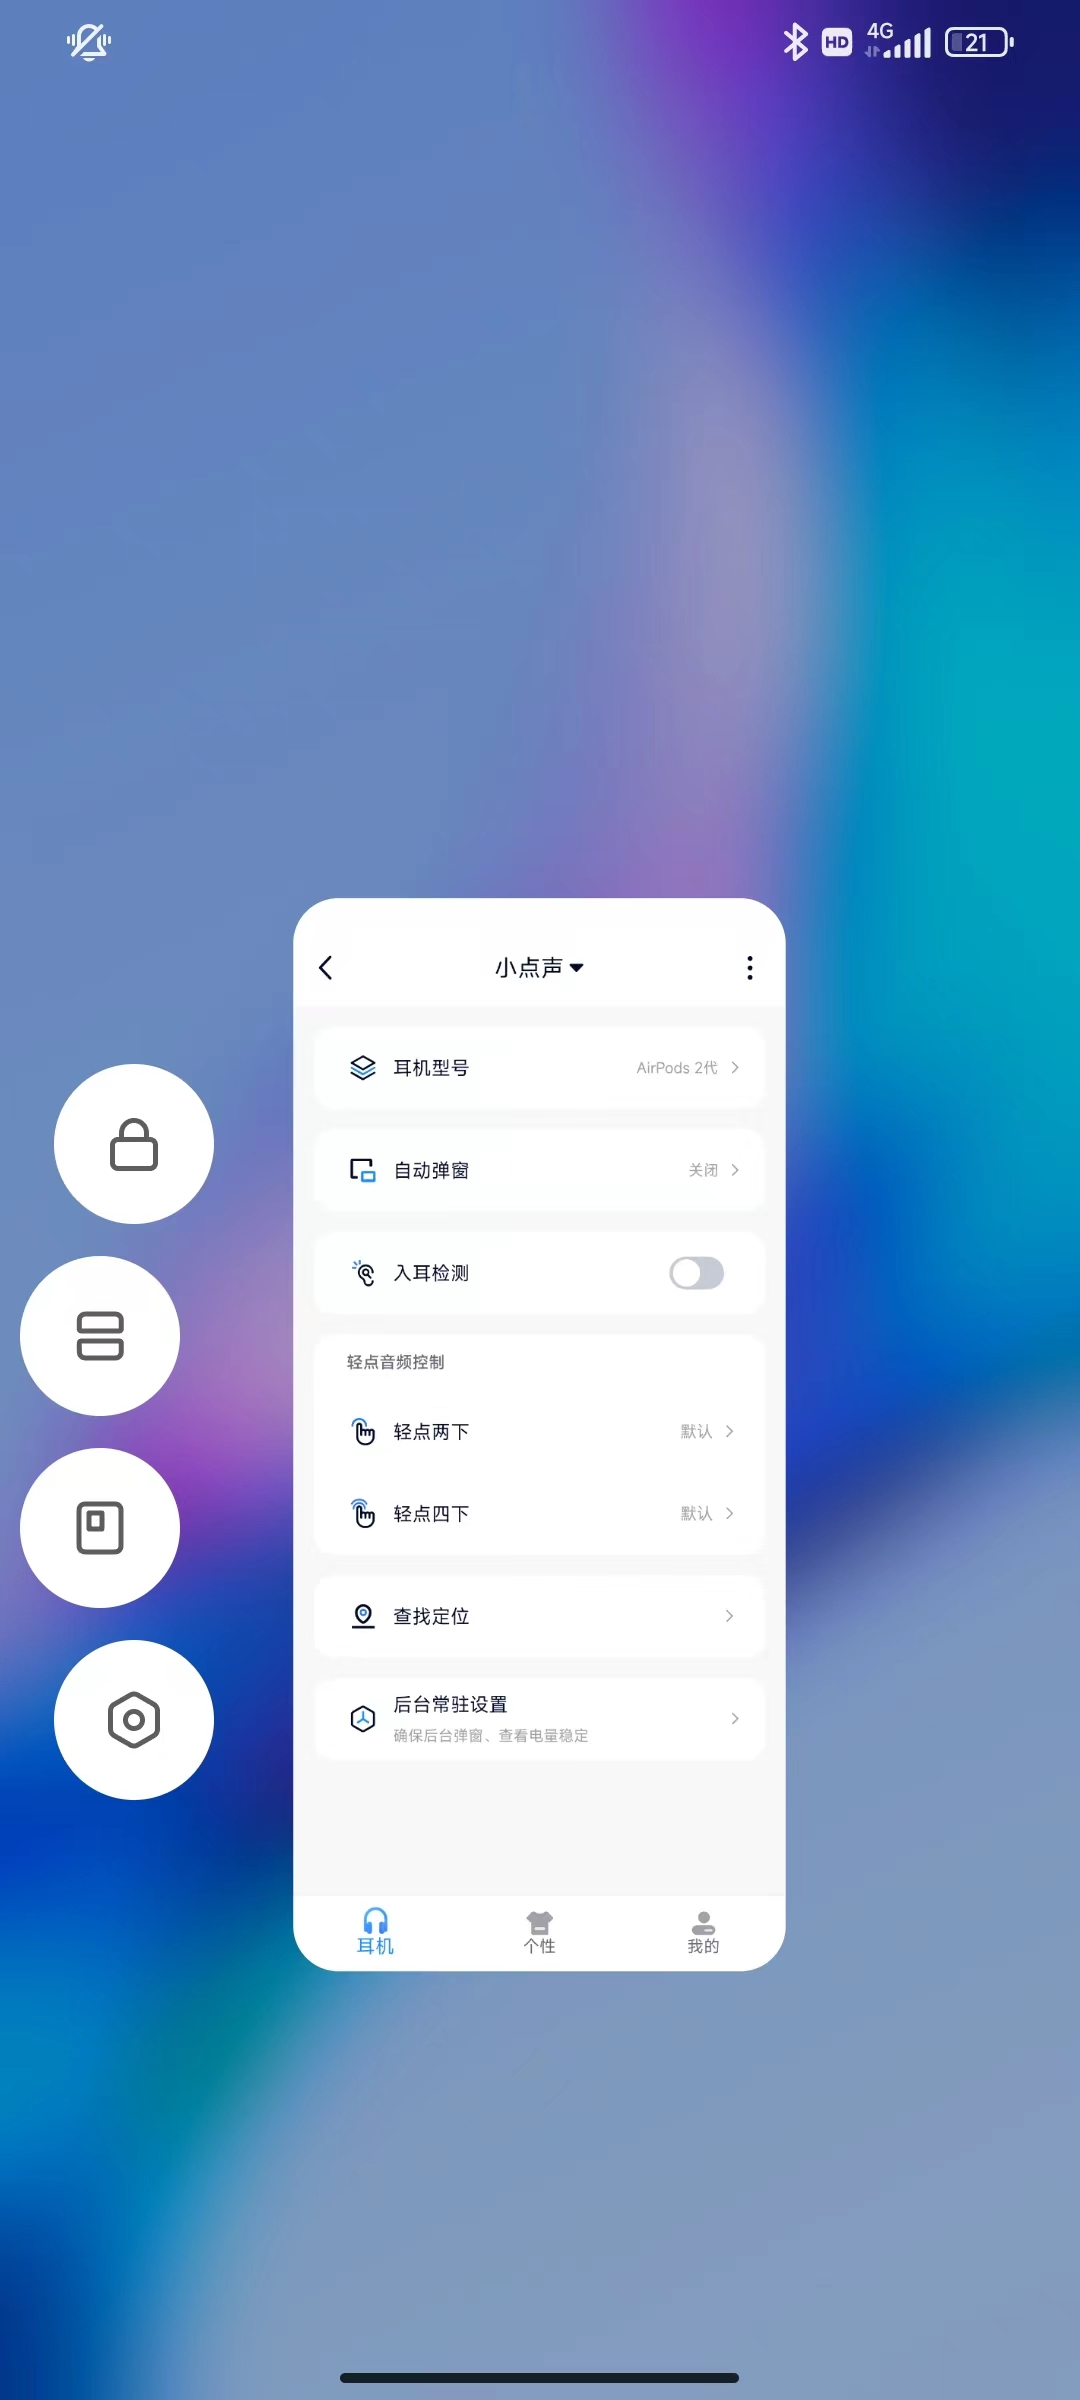 HD 4G 21
小点声
耳机型号 AirPods 2代
自动弹窗 关闭
入耳检测
轻点音频控制
轻点两下 默认
轻点四下 默认
查找定位
后台常驻设置
确保后台弹窗、查看电量稳定
耳机 个性 我的